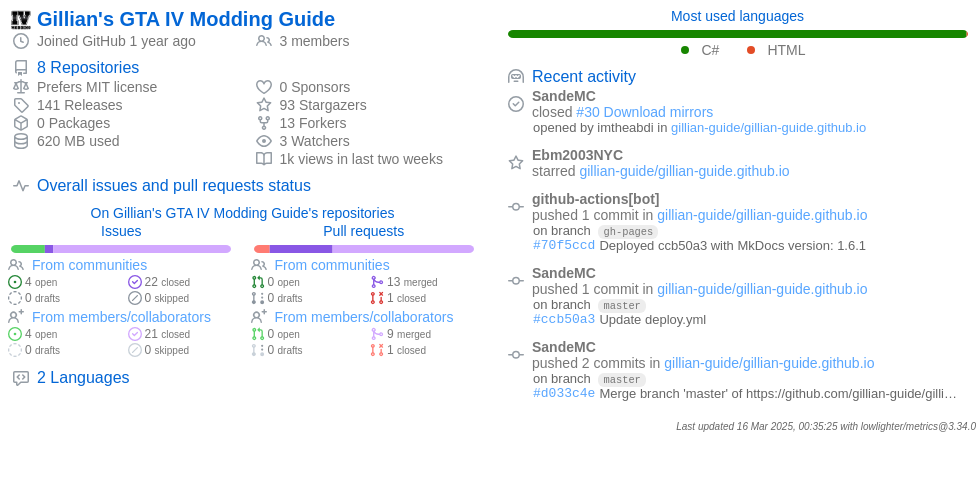 Gillian's GTA IV Modding Guide
Joined GitHub 1 year ago
3 members
8 Repositories
Prefers MIT license
0 Sponsors
141 Releases
93 Stargazers
0 Packages
13 Forkers
620 MB used
3 Watchers
1k views in last two weeks
Overall issues and pull requests status
On Gillian's GTA IV Modding Guide's repositories
Issues
Pull requests
From communities
4 open
22 closed
0 drafts
0 skipped
From members/collaborators
4 open
21 closed
0 drafts
0 skipped
From communities
0 open
13 merged
0 drafts
1 closed
From members/collaborators
0 open
9 merged
0 drafts
1 closed
2 Languages
Most used languages
C#
HTML
Recent activity
SandeMC
closed #30 Download mirrors
opened by imtheabdi in gillian-guide/gillian-guide.github.io
Ebm2003NYC
starred gillian-guide/gillian-guide.github.io
github-actions[bot]
pushed 1 commit in gillian-guide/gillian-guide.github.io
on branch gh-pages
#70f5ccd Deployed ccb50a3 with MkDocs version: 1.6.1
SandeMC
pushed 1 commit in gillian-guide/gillian-guide.github.io
on branch master
#ccb50a3 Update deploy.yml
SandeMC
pushed 2 commits in gillian-guide/gillian-guide.github.io
on branch master
#d033c4e Merge branch 'master' of https://github.com/gillian-guide/gilli…
Last updated 16 Mar 2025, 00:35:25 with lowlighter/metrics@3.34.0